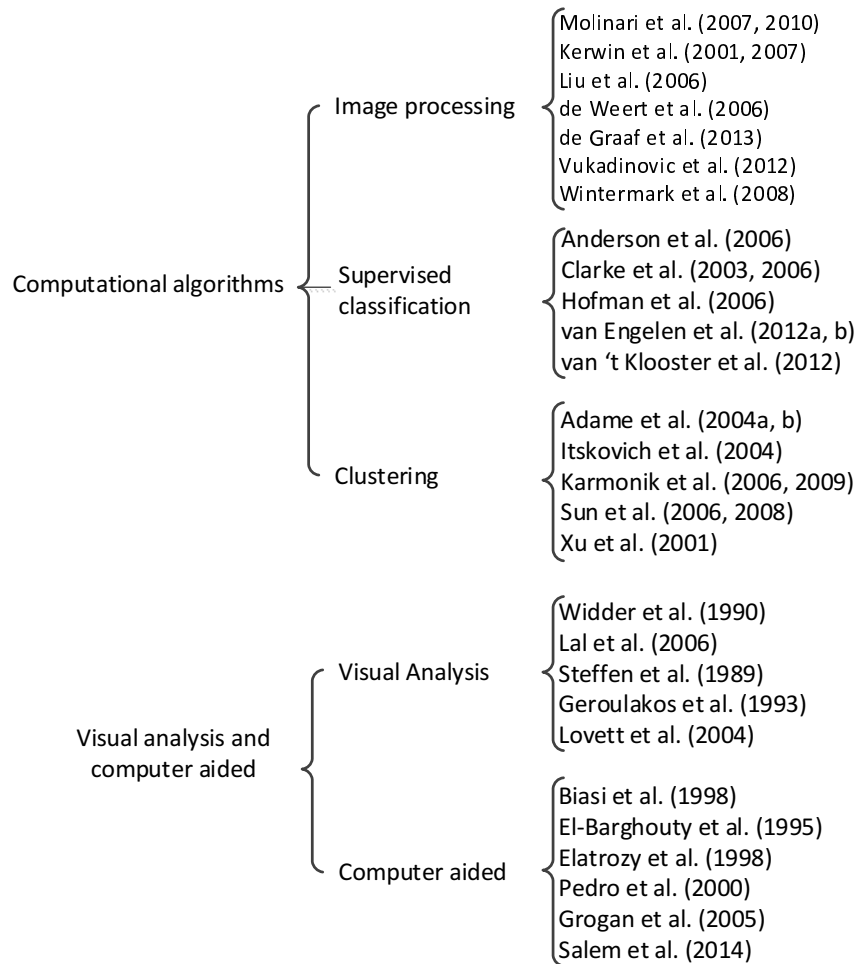 Computational algorithms
Image processing
Molinari et al. (2007, 2010)
Kerwin et al. (2001, 2007)
Liu et al. (2006)
de Weert et al. (2006)
de Graaf et al. (2013)
Vukadinovic et al. (2012)
Wintermark et al. (2008)
Supervised
classification
Anderson et al. (2006)
Clarke et al. (2003, 2006)
Hofman et al. (2006)
van Engelen et al. (2012a, b)
van ‘t Klooster et al. (2012)
Clustering
Adame et al. (2004a, b)
Itskovich et al. (2004)
Karmonik et al. (2006, 2009)
Sun et al. (2006, 2008)
Xu et al. (2001)
Visual analysis and
computer aided
Visual Analysis
Widder et al. (1990)
Lal et al. (2006)
Steffen et al. (1989)
Geroulakos et al. (1993)
Lovett et al. (2004)
Computer aided
Biasi et al. (1998)
El-Barghouty et al. (1995)
Elatrozy et al. (1998)
Pedro et al. (2000)
Grogan et al. (2005)
Salem et al. (2014)